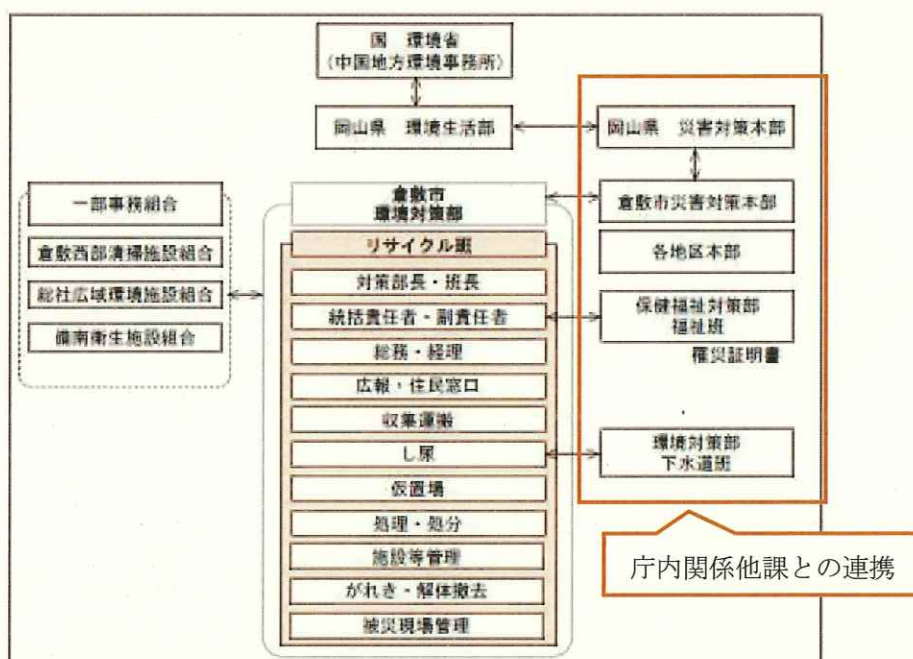 国　環境省
（中国地方環境事務所）
岡山県　環境生活部
岡山県　災害対策本部
倉敷市
環境対策部
倉敷市災害対策本部
各地区本部
一部事務組合
倉敷西部清掃施設組合
総社広域環境施設組合
備南衛生施設組合
リサイクル班
対策部長・班長
統括責任者・副責任者
総務・経理
広報・住民窓口
収集運搬
し尿
仮置場
処理・処分
施設等管理
がれき・解体撤去
被災現場管理
保健福祉対策部
福祉班
罹災証明書
環境対策部
下水道班
庁内関係他課との連携